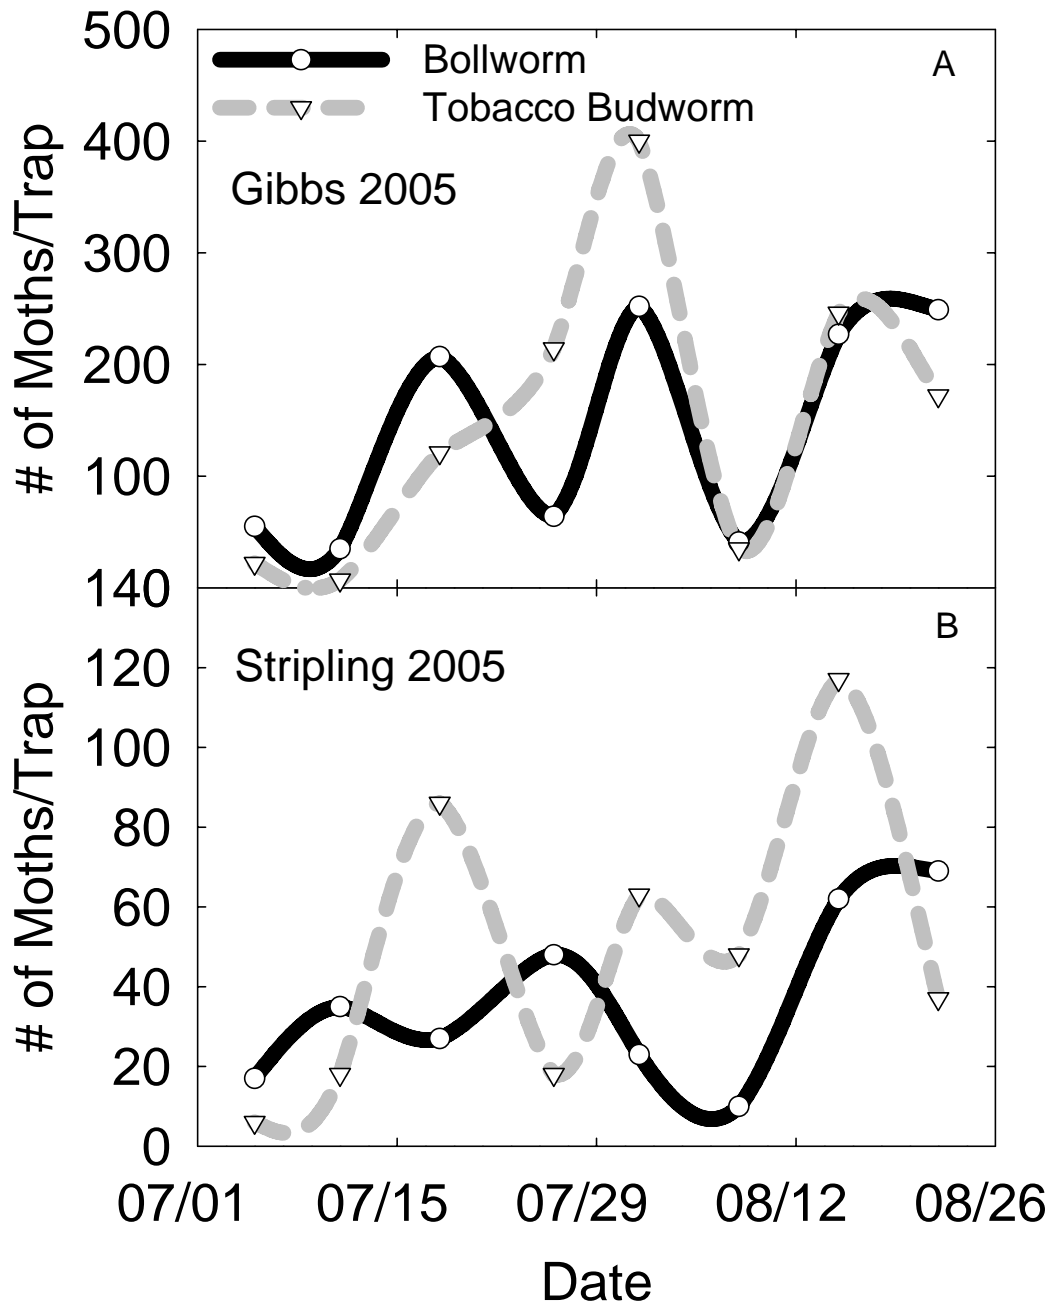 500
Bollworm
A
Tobacco Budworm
400
Gibbs 2005
# of Moths/Trap
300
200
100
140
B
120
Stripling 2005
# of Moths/Trap
100
80
60
40
20
0
07/01 07/15 07/29 08/12 08/26
Date